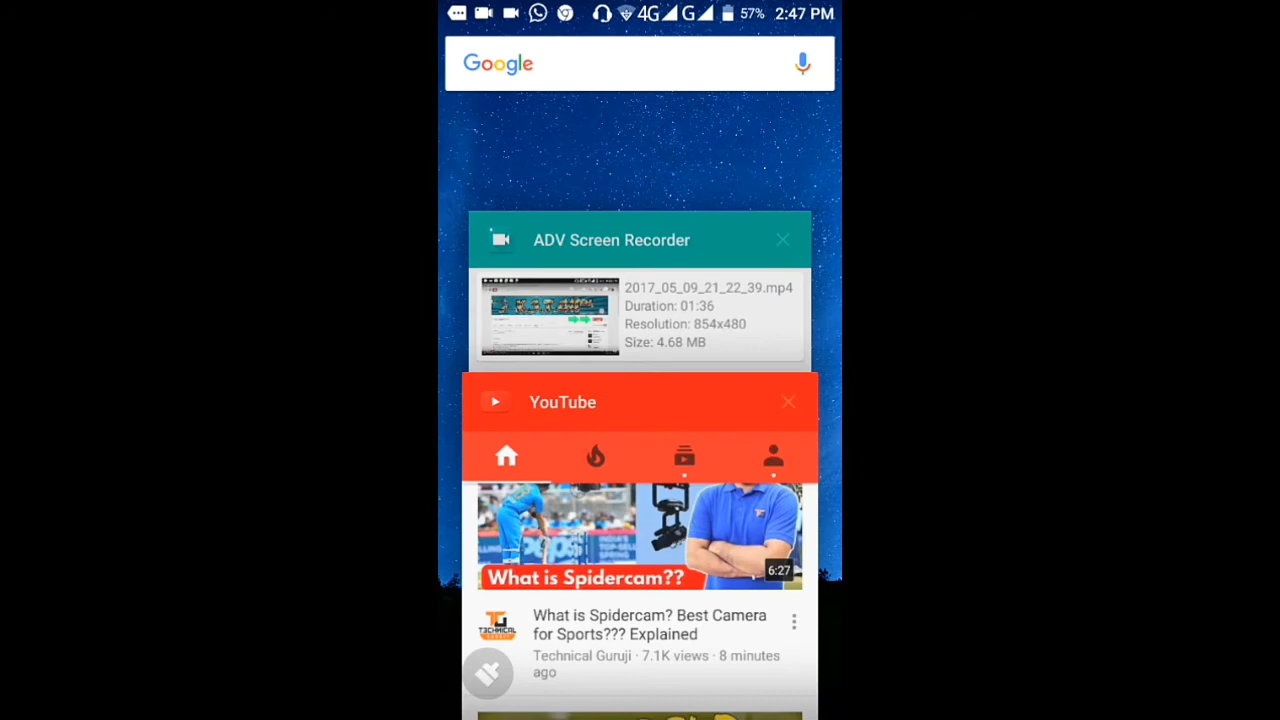 4G G 57% 2:47 PM
Google
ADV Screen Recorder
2017_05_09_21_22_39.mp4
Duration: 01:36
Resolution: 854x480
Size: 4.68 MB
YouTube
What is Spidercam??
6:27
What is Spidercam? Best Camera
for Sports??? Explained
TECHNICAL
Technical Guruji · 7.1K views · 8 minutes
ago